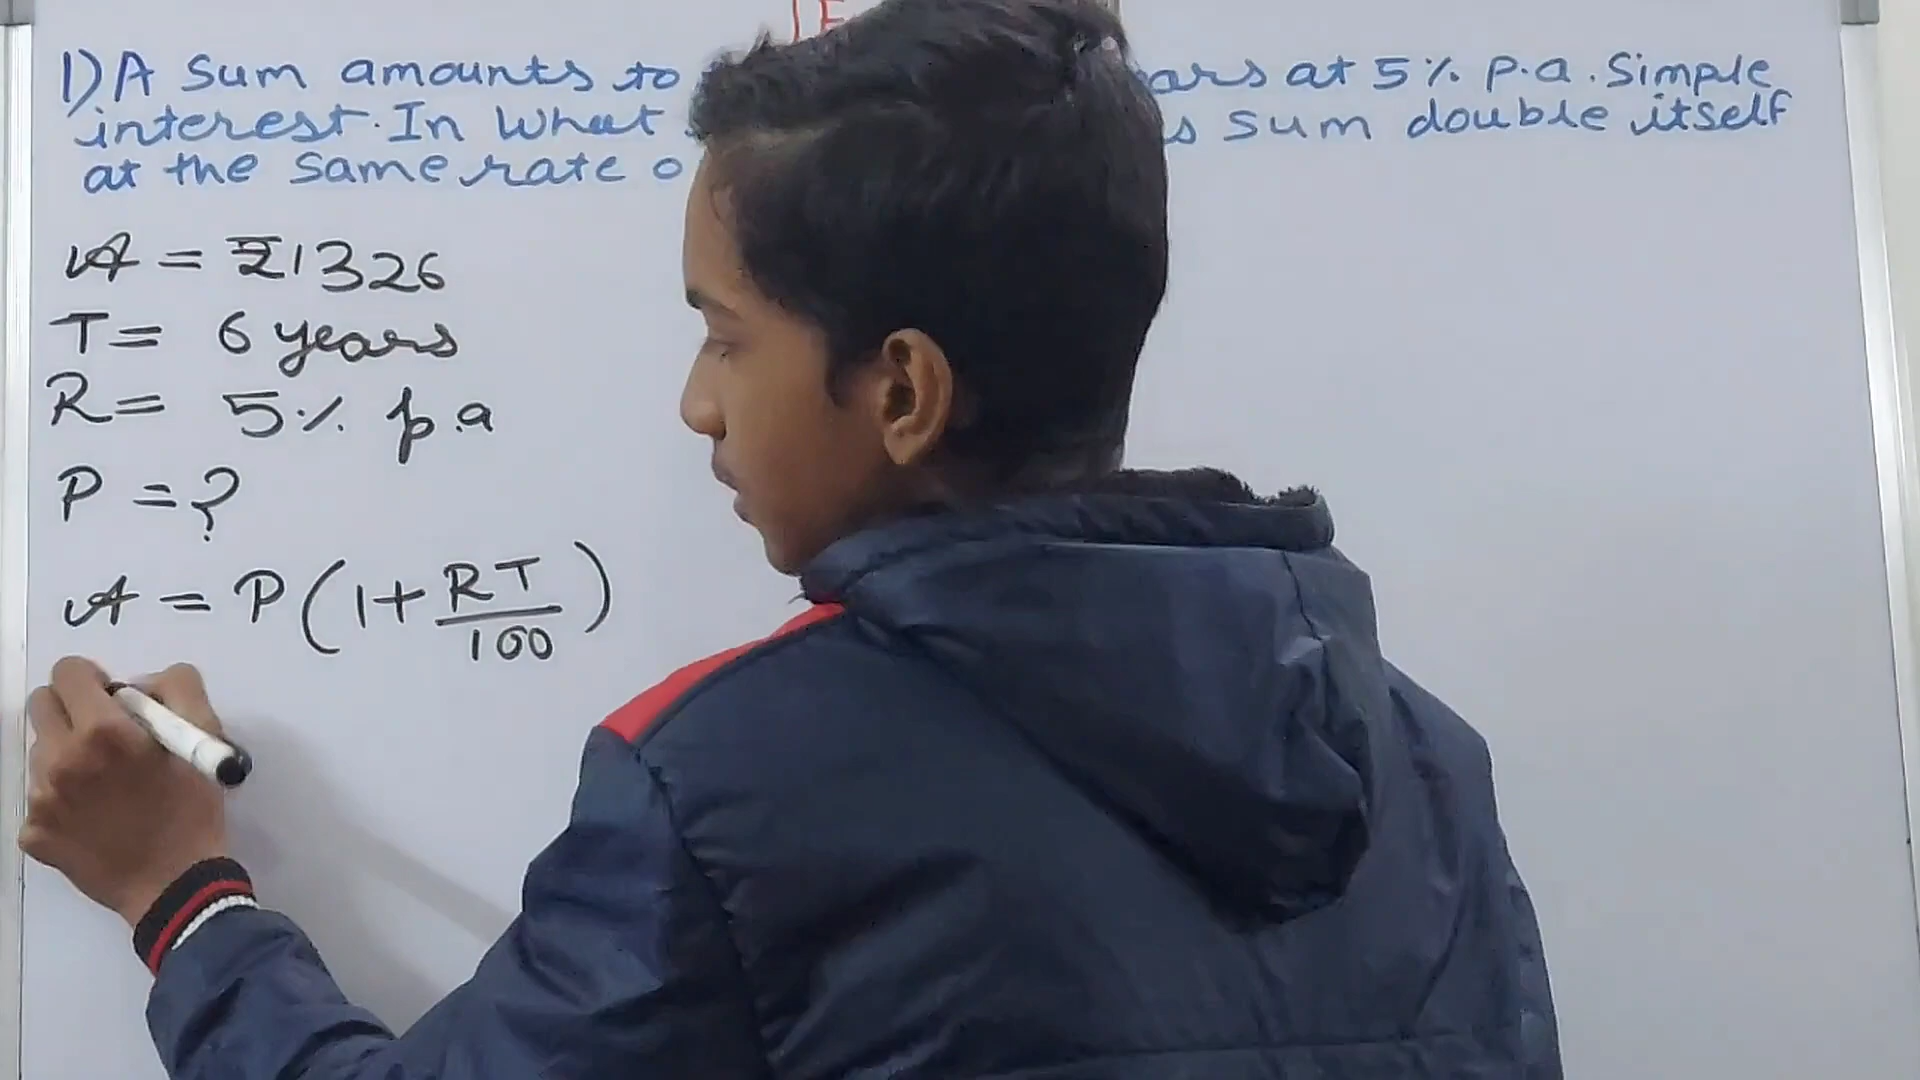 1) A sum amounts to ars at 5% p.a. Simple
interest. In what s sum double itself
at the same rate o
A = ₹1326
T = 6 years
R = 5% p.a
P = ?
A = P(1+RT/100)